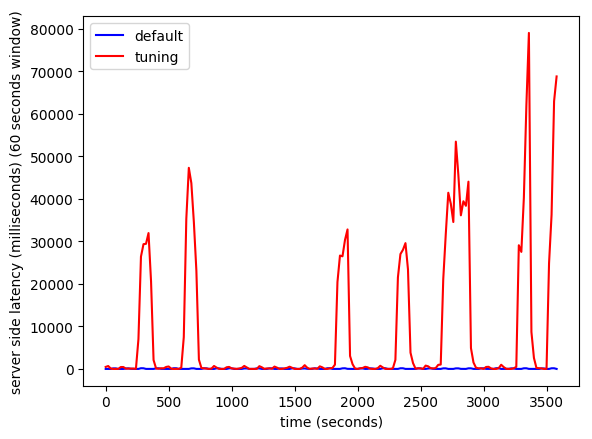 server side latency (milliseconds) (60 seconds window)
80000
70000
60000
50000
40000
30000
20000
10000
0
default
tuning
0 500 1000 1500 2000 2500 3000 3500
time (seconds)